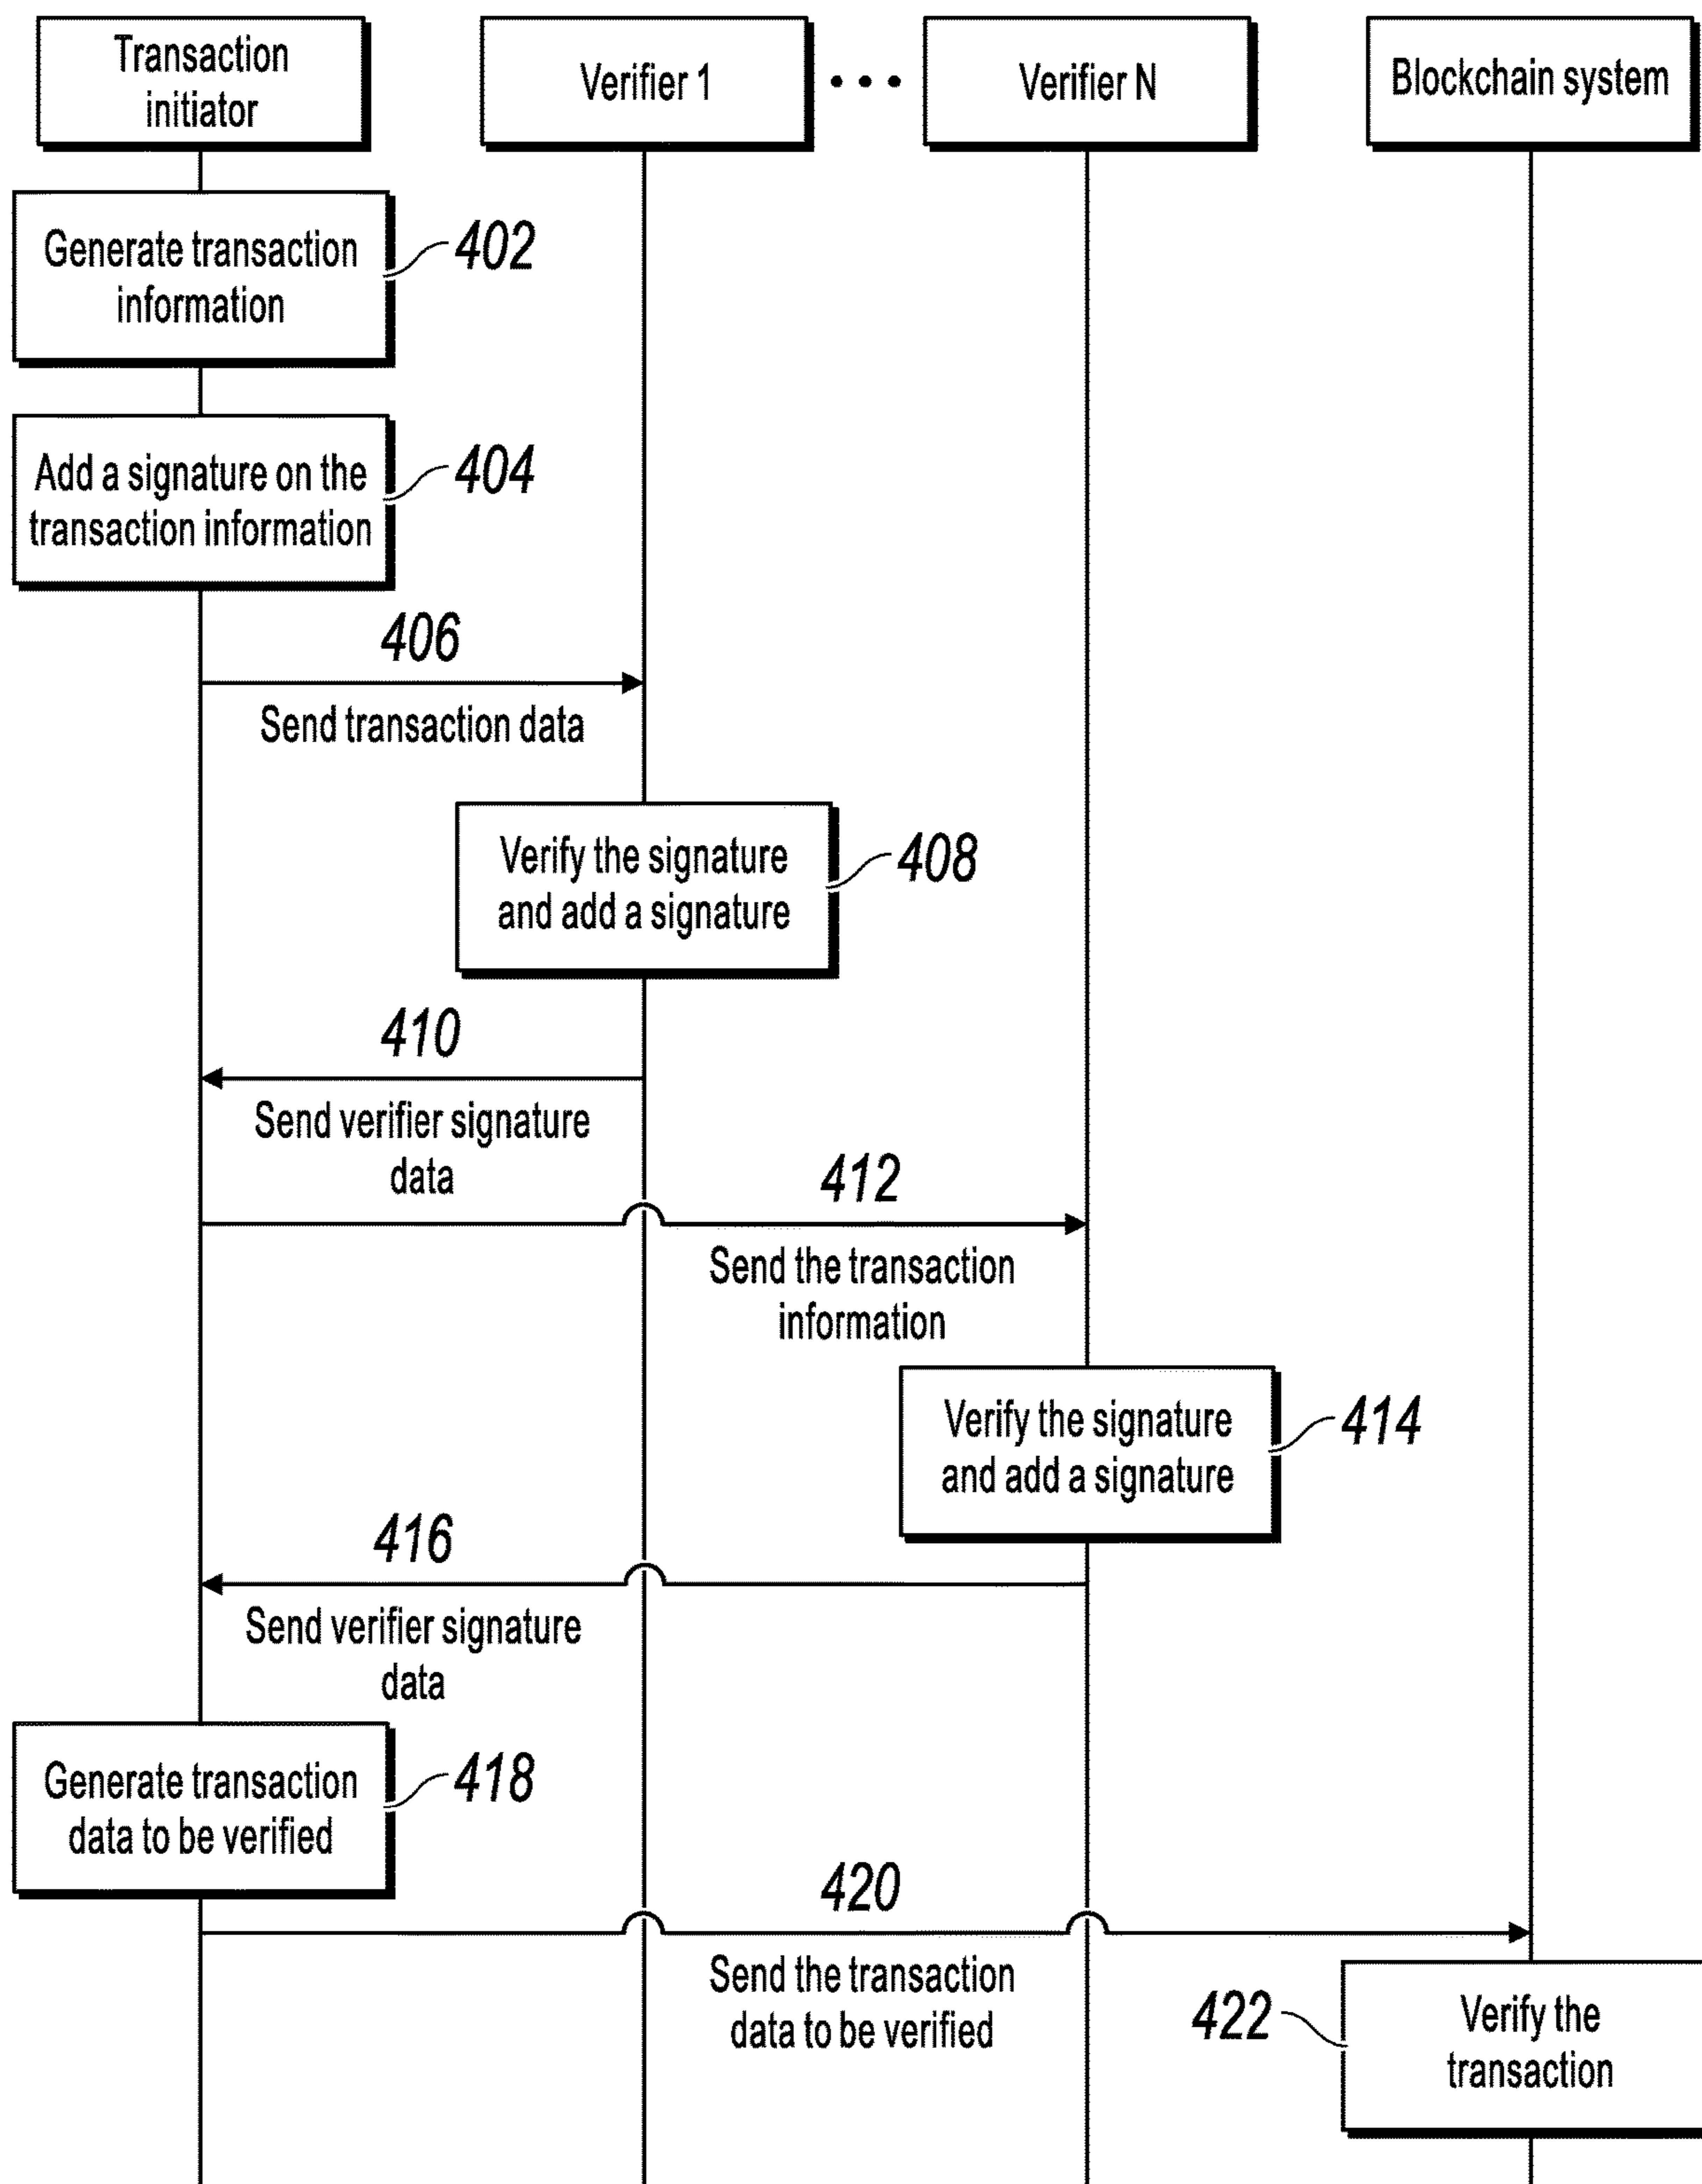 Transaction
initiator
Verifier 1
•••
Verifier N
Blockchain system
Generate transaction
information
402
Add a signature on the
transaction information
404
406
Send transaction data
Verify the signature
and add a signature
408
410
Send verifier signature
data
412
Send the transaction
information
Verify the signature
and add a signature
414
416
Send verifier signature
data
Generate transaction
data to be verified
418
420
Send the transaction
data to be verified
422
Verify the
transaction